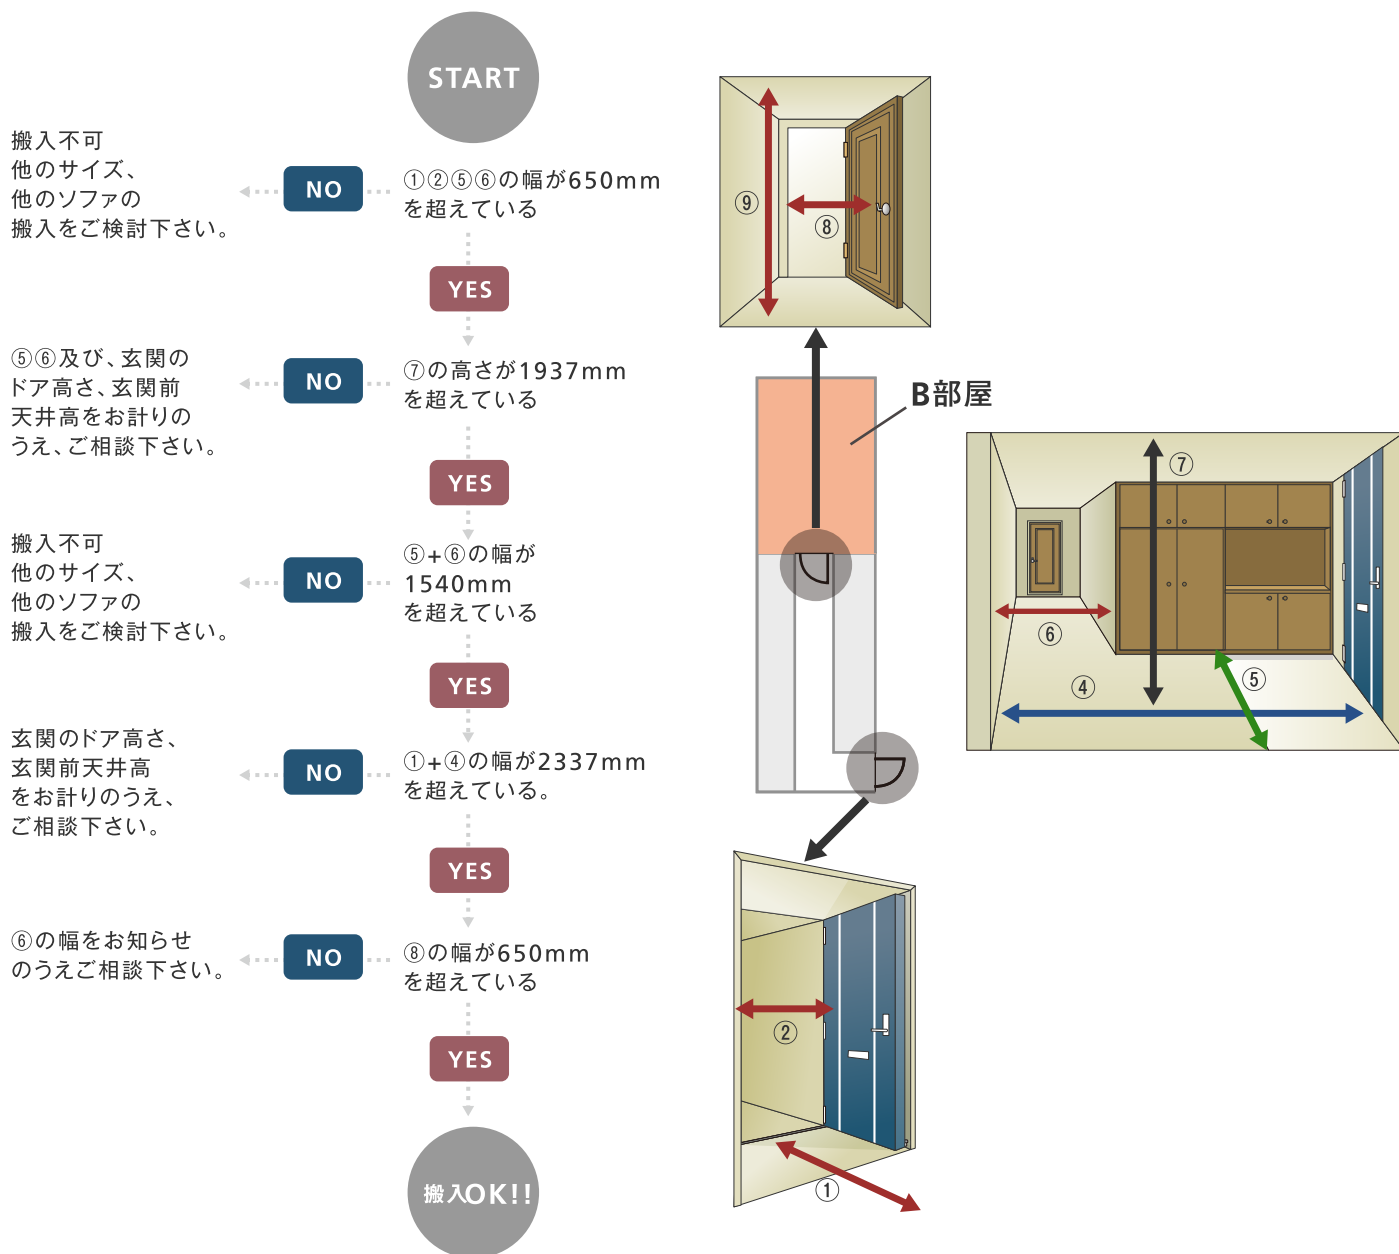 START
①②⑤⑥の幅が650mm
を超えている
NO
搬入不可
他のサイズ、
他のソファの
搬入をご検討下さい。
YES
⑦の高さが1937mm
を超えている
NO
⑤⑥及び、玄関の
ドア高さ、玄関前
天井高をお計りの
うえ、ご相談下さい。
YES
⑤+⑥の幅が
1540mm
を超えている
NO
搬入不可
他のサイズ、
他のソファの
搬入をご検討下さい。
YES
①+④の幅が2337mm
を超えている。
NO
玄関のドア高さ、
玄関前天井高
をお計りのうえ、
ご相談下さい。
YES
⑧の幅が650mm
を超えている
NO
⑥の幅をお知らせ
のうえご相談下さい。
YES
搬入OK!!
⑨
⑧
B部屋
⑦
⑥
④
⑤
②
①